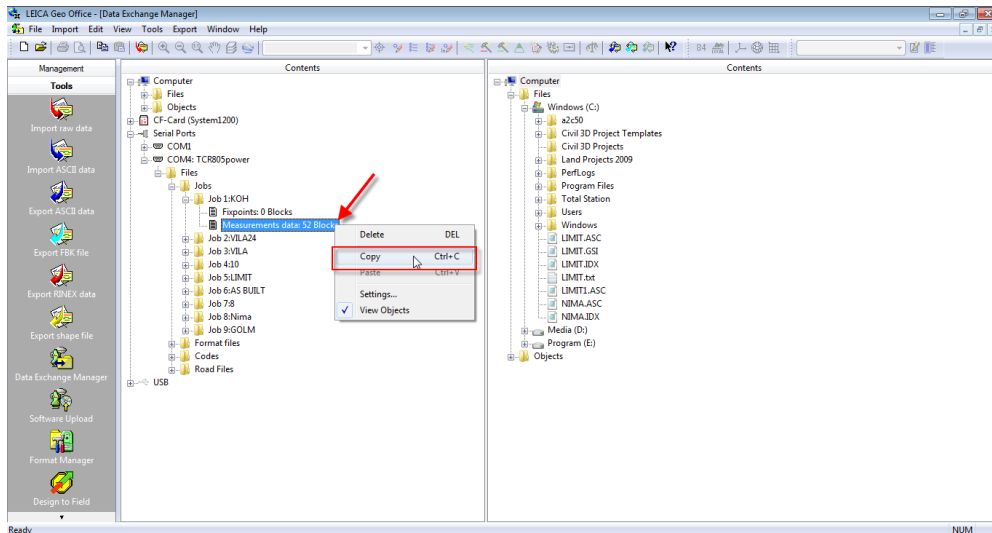 LEICA Geo Office - [Data Exchange Manager]
File Import Edit View Tools Export Window Help
Management
Tools
Import raw data
Import ASCII data
Export ASCII data
Export FBK file
Export RINEX data
Export shape file
Data Exchange Manager
Software Upload
Format Manager
Design to Field
Contents
Computer
Files
Objects
CF-Card (System1200)
Serial Ports
COM1
COM4: TCR805power
Files
Jobs
Job 1:KOH
Fixpoints: 0 Blocks
Measurements data: 52 Block
Job 2:VILA24
Job 3:VILA
Job 4:10
Job 5:LIMIT
Job 6:AS BUILT
Job 7:8
Job 8:Nima
Job 9:GOLM
Format files
Codes
Road Files
USB
Delete DEL
Copy Ctrl+C
Paste Ctrl+V
Settings...
View Objects
Contents
Computer
Files
Windows (C:)
a2c50
Civil 3D Project Templates
Civil 3D Projects
Land Projects 2009
PerfLogs
Program Files
Total Station
Users
Windows
LIMIT.ASC
LIMIT.GSI
LIMIT.IDX
LIMIT.txt
LIMIT1.ASC
NIMA.ASC
NIMA.IDX
Media (D:)
Program (E:)
Objects
Ready NUM